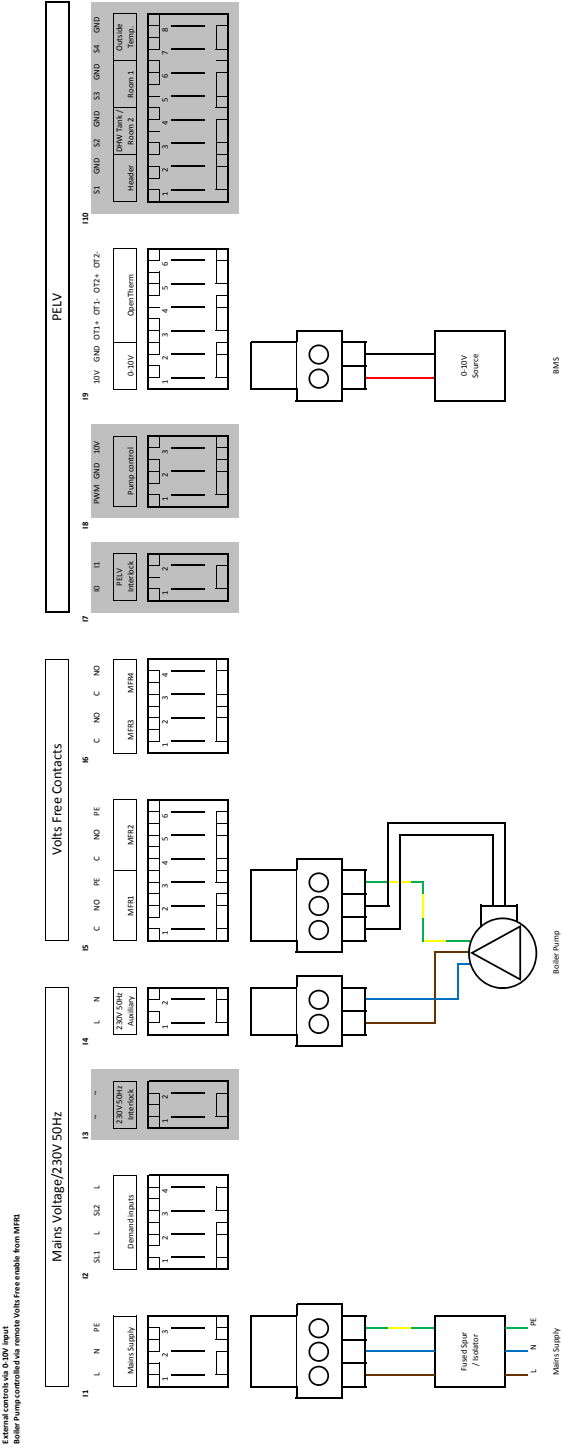 External controls via 0-10V input
Boiler Pump controlled via remote Volts Free enable from MFR1
Mains Voltage/230V 50Hz
Volts Free Contacts
PELV
I1
L N PE
Mains Supply
1 2 3
I2
SL1 L SL2 L
Demand inputs
1 2 3 4
I3
~ ~
230V 50Hz
Interlock
1 2
I4
L N
230V 50Hz
Auxiliary
1 2
I5
C NO PE C NO PE
MFR1 MFR2
1 2 3 4 5 6
I6
C NO C NO
MFR3 MFR4
1 2 3 4
I7
I0 I1
PELV
Interlock
1 2
I8
PWM GND 10V
Pump control
1 2 3
I9
10V GND OT1+ OT1- OT2+ OT2-
0-10V OpenTherm
1 2 3 4 5 6
I10
S1 GND S2 GND S3 GND S4 GND
Header
DHW Tank /
Room 2
Room 1
Outside
Temp.
1 2 3 4 5 6 7 8
Fused Spur
/ Isolator
L N PE
Mains Supply
Boiler Pump
0-10V
Source
BMS